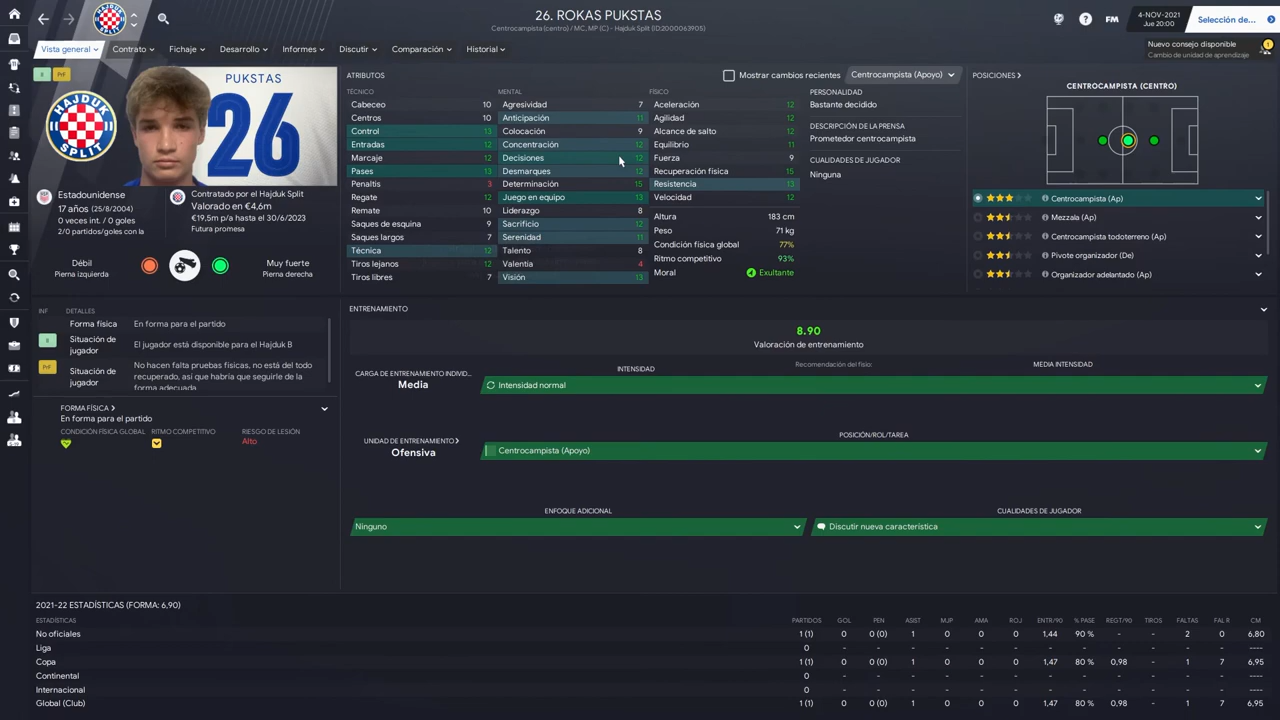 26. ROKAS PUKSTAS
Centrocampista (centro) / MC, MP (C) - Hajduk Split (ID:2000063905)
FM
4-NOV-2021
Jue 20:00
Selección de...
Vista general
Contrato
Fichaje
Desarrollo
Informes
Discutir
Comparación
Historial
Nuevo consejo disponible
Cambio de unidad de aprendizaje
1
B
PrF
PUKSTAS
26
HAJDUK
SPLIT
Estadounidense
17 años (25/8/2004)
0 veces int. / 0 goles
2/0 partidos/goles con la
Contratado por el Hajduk Split
Valorado en €4,6m
€19,5m p/a hasta el 30/6/2023
Futura promesa
Débil
Pierna izquierda
Muy fuerte
Pierna derecha
ATRIBUTOS
Mostrar cambios recientes
Centrocampista (Apoyo)
TÉCNICO
Cabeceo 10
Centros 10
Control 13
Entradas 12
Marcaje 12
Pases 13
Penaltis 3
Regate 12
Remate 10
Saques de esquina 9
Saques largos 7
Técnica 12
Tiros lejanos 12
Tiros libres 7
MENTAL
Agresividad 7
Anticipación 11
Colocación 9
Concentración 12
Decisiones 12
Desmarques 12
Determinación 15
Juego en equipo 13
Liderazgo 8
Sacrificio 12
Serenidad 11
Talento 8
Valentía 4
Visión 13
FÍSICO
Aceleración 12
Agilidad 12
Alcance de salto 12
Equilibrio 11
Fuerza 9
Recuperación física 15
Resistencia 13
Velocidad 12
Altura 183 cm
Peso 71 kg
Condición física global 77%
Ritmo competitivo 93%
Moral Exultante
PERSONALIDAD
Bastante decidido
DESCRIPCIÓN DE LA PRENSA
Prometedor centrocampista
CUALIDADES DE JUGADOR
Ninguna
POSICIONES
CENTROCAMPISTA (CENTRO)
Centrocampista (Ap)
Mezzala (Ap)
Centrocampista todoterreno (Ap)
Pivote organizador (De)
Organizador adelantado (Ap)
INF DETALLES
Forma física En forma para el partido
B
Situación de
jugador
El jugador está disponible para el Hajduk B
PrF
Situación de
jugador
No hacen falta pruebas físicas, no está del todo
recuperado, así que habría que seguirle de la
forma adecuada
FORMA FÍSICA
En forma para el partido
CONDICIÓN FÍSICA GLOBAL RITMO COMPETITIVO RIESGO DE LESIÓN
Alto
ENTRENAMIENTO
8.90
Valoración de entrenamiento
CARGA DE ENTRENAMIENTO INDIVID...
Media
INTENSIDAD
Recomendación del fisio:
MEDIA INTENSIDAD
Intensidad normal
UNIDAD DE ENTRENAMIENTO
Ofensiva
POSICIÓN/ROL/TAREA
Centrocampista (Apoyo)
ENFOQUE ADICIONAL
Ninguno
CUALIDADES DE JUGADOR
Discutir nueva característica
2021-22 ESTADÍSTICAS (FORMA: 6,90)
ESTADÍSTICAS PARTIDOS GOL PEN ASIST MJP AMA ROJ ENTR/90 % PASE REGT/90 TIROS FALTAS FAL R CM
No oficiales 1 (1) 0 0 (0) 1 0 0 0 1,44 90 % - - 2 0 6,80
Liga 0 - - - - - - - - - - - - ----
Copa 1 (1) 0 0 (0) 1 0 0 0 1,47 80 % 0,98 - 1 7 6,95
Continental 0 - - - - - - - - - - - - ----
Internacional 0 - - - - - - - - - - - - ----
Global (Club) 1 (1) 0 0 (0) 1 0 0 0 1,47 80 % 0,98 - 1 7 6,95